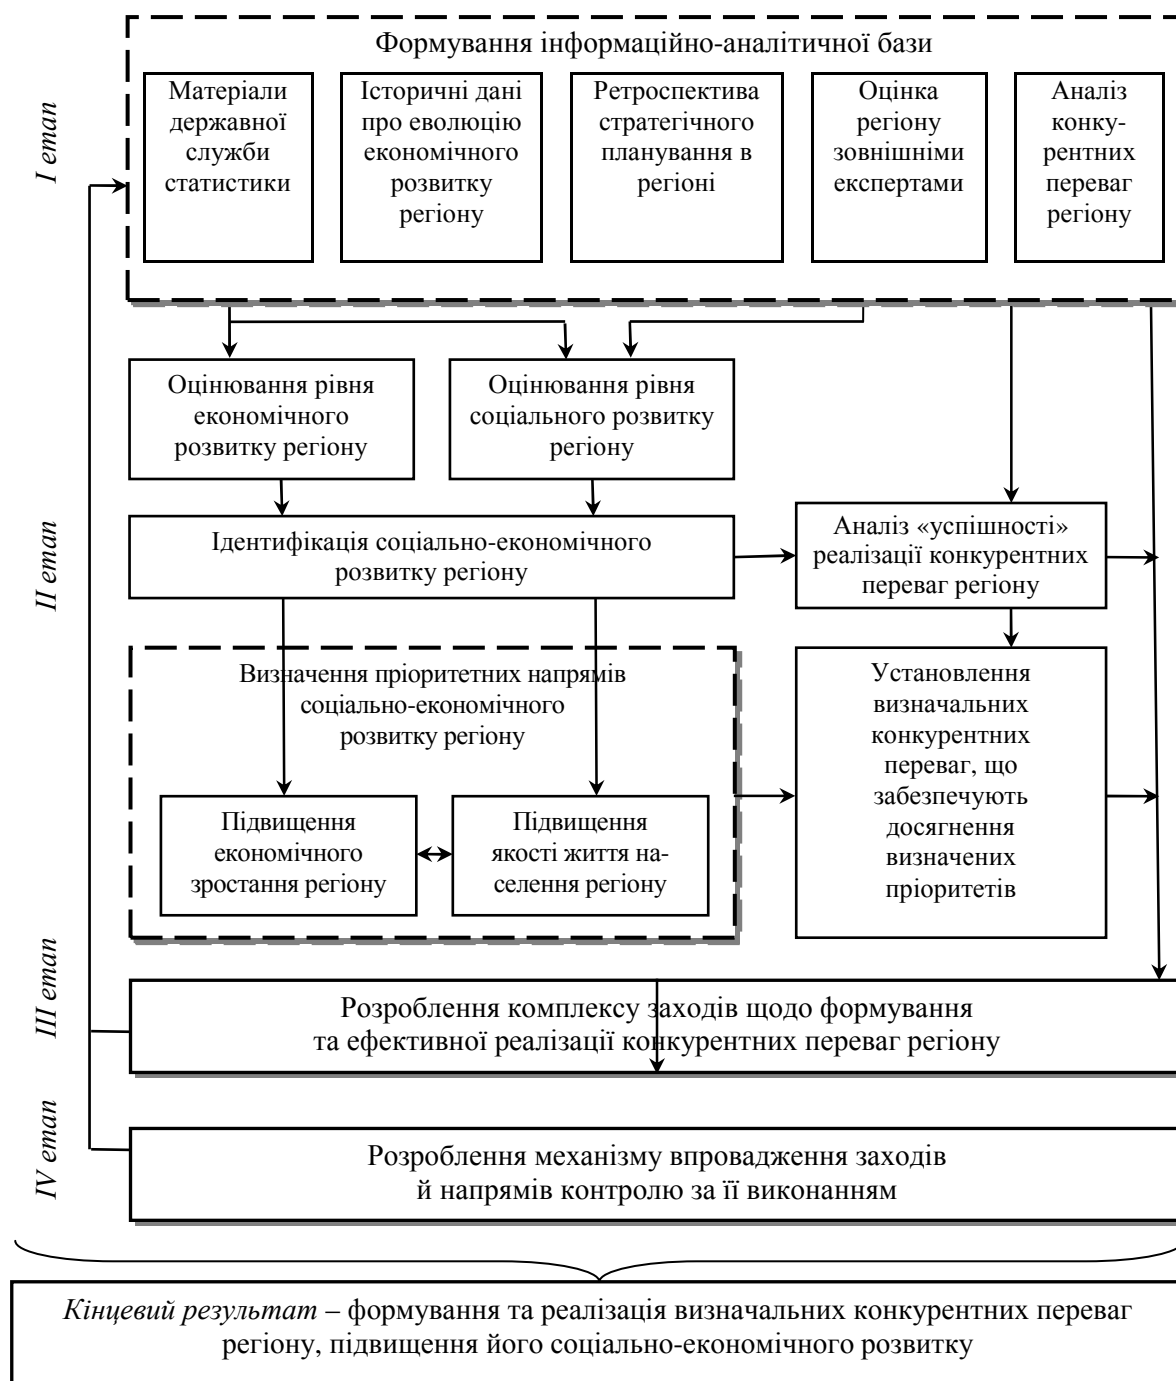 I етап
Формування інформаційно-аналітичної бази
Матеріали
державної
служби
статистики
Історичні дані
про еволюцію
економічного
розвитку
регіону
Ретроспектива
стратегічного
планування в
регіоні
Оцінка
регіону
зовнішніми
експертами
Аналіз
конку-
рентних
переваг
регіону
II етап
Оцінювання рівня
економічного
розвитку регіону
Оцінювання рівня
соціального розвитку
регіону
Ідентифікація соціально-економічного
розвитку регіону
Аналіз «успішності»
реалізації конкурентних
переваг регіону
Визначення пріоритетних напрямів
соціально-економічного
розвитку регіону
Підвищення
економічного
зростання регіону
Підвищення
якості життя на-
селення регіону
Установлення
визначальних
конкурентних
переваг, що
забезпечують
досягнення
визначених
пріоритетів
III етап
Розроблення комплексу заходів щодо формування
та ефективної реалізації конкурентних переваг регіону
IV етап
Розроблення механізму впровадження заходів
й напрямів контролю за її виконанням
Кінцевий результат – формування та реалізація визначальних конкурентних переваг
регіону, підвищення його соціально-економічного розвитку